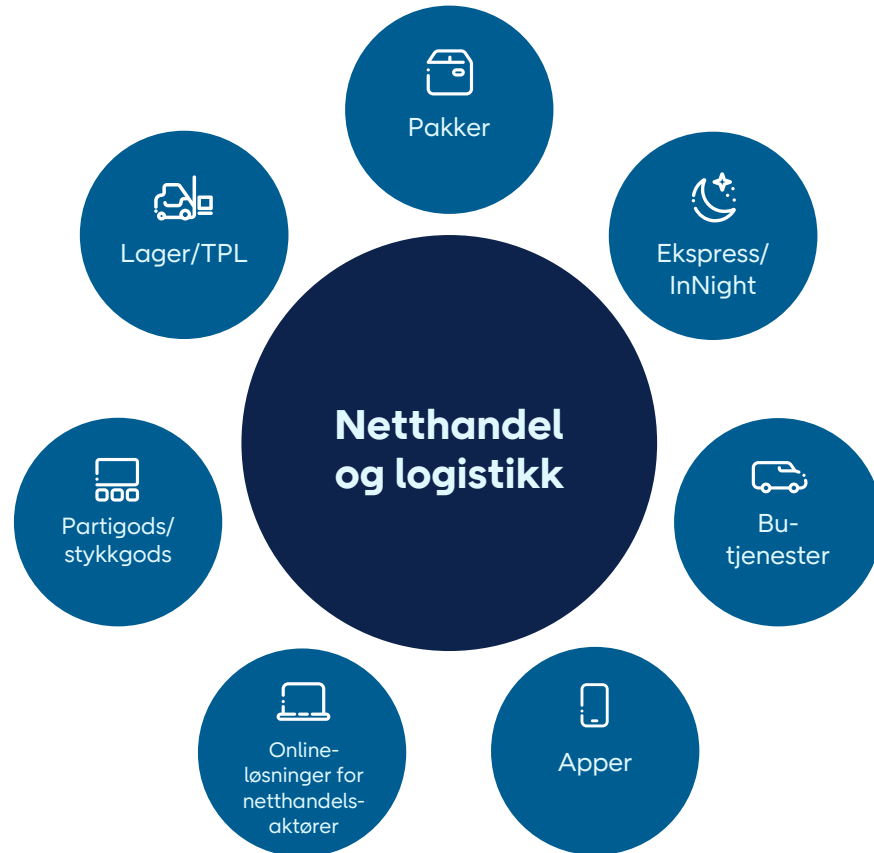 Pakker
Lager/TPL
Ekspress/
InNight
Netthandel
og logistikk
Partigods/
stykkgods
Bu-
tjenester
Online-
løsninger for
netthandels-
aktører
Apper